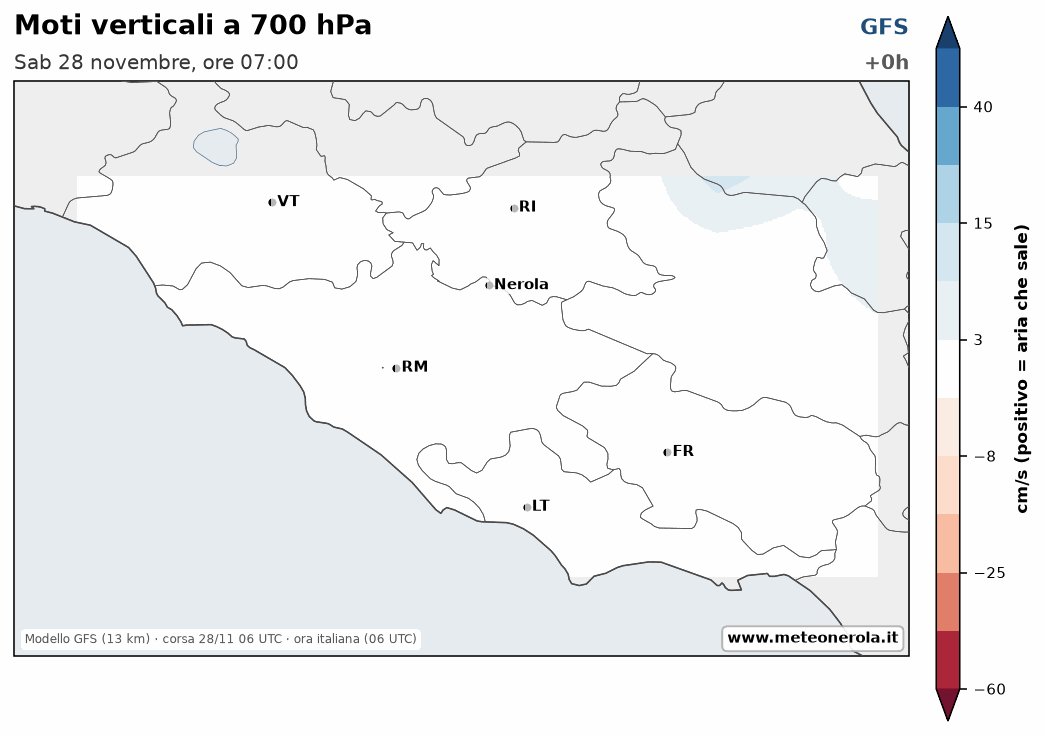 Moti verticali a 700 hPa
GFS
Sab 28 novembre, ore 07:00
+0h
VT
RI
Nerola
RM
FR
LT
40
15
3
−8
−25
−60
cm/s (positivo = aria che sale)
Modello GFS (13 km) · corsa 28/11 06 UTC · ora italiana (06 UTC)
www.meteonerola.it